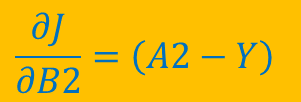 ∂J/∂B2 = (A2 − Y)